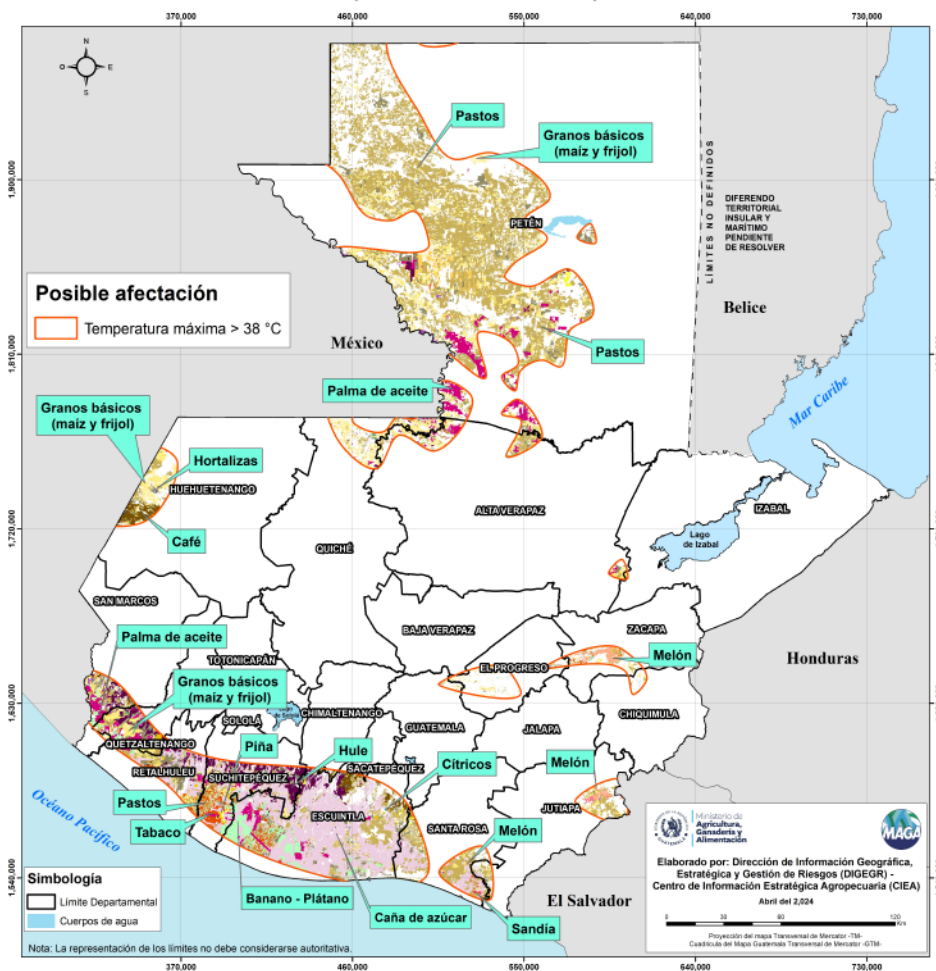 370,000 460,000 550,000 640,000 730,000
N
O E
S
Pastos
Granos básicos
(maíz y frijol)
1,900,000
LÍMITES NO DEFINIDOS
DIFERENDO
TERRITORIAL
INSULAR Y
MARÍTIMO
PENDIENTE
DE RESOLVER
PETÉN
Posible afectación
Temperatura máxima > 38 °C
Belice
México
1,810,000
Pastos
Palma de aceite
Mar Caribe
Granos básicos
(maíz y frijol)
Hortalizas
HUEHUETENANGO
ALTA VERAPAZ
IZABAL
1,720,000
Café
QUICHÉ
Lago
de Izabal
SAN MARCOS
BAJA VERAPAZ
ZACAPA
Palma de aceite
TOTONICAPÁN
EL PROGRESO
Melón
Honduras
Granos básicos
(maíz y frijol)
1,630,000
SOLOLÁ
CHIMALTENANGO
GUATEMALA
JALAPA
CHIQUIMULA
QUETZALTENANGO
Piña
Hule
SACATEPÉQUEZ
Cítricos
Melón
RETALHULEU
SUCHITEPÉQUEZ
Océano Pacífico
Pastos
ESCUINTLA
JUTIAPA
Tabaco
SANTA ROSA
Melón
Banano - Plátano
Caña de azúcar
Sandía
El Salvador
Simbología
Límite Departamental
Cuerpos de agua
Nota: La representación de los límites no debe considerarse autoritativa.
Ministerio de
Agricultura,
Ganadería y
Alimentación
MAGA
Elaborado por: Dirección de Información Geográfica,
Estratégica y Gestión de Riesgos (DIGEGR) -
Centro de Información Estratégica Agropecuaria (CIEA)
Abril del 2,024
0 30 60 120
Km
Proyección del mapa Transversal de Mercator -TM-
Cuadrícula del Mapa Guatemala Transversal de Mercator -GTM-
370,000 460,000 550,000 640,000 730,000